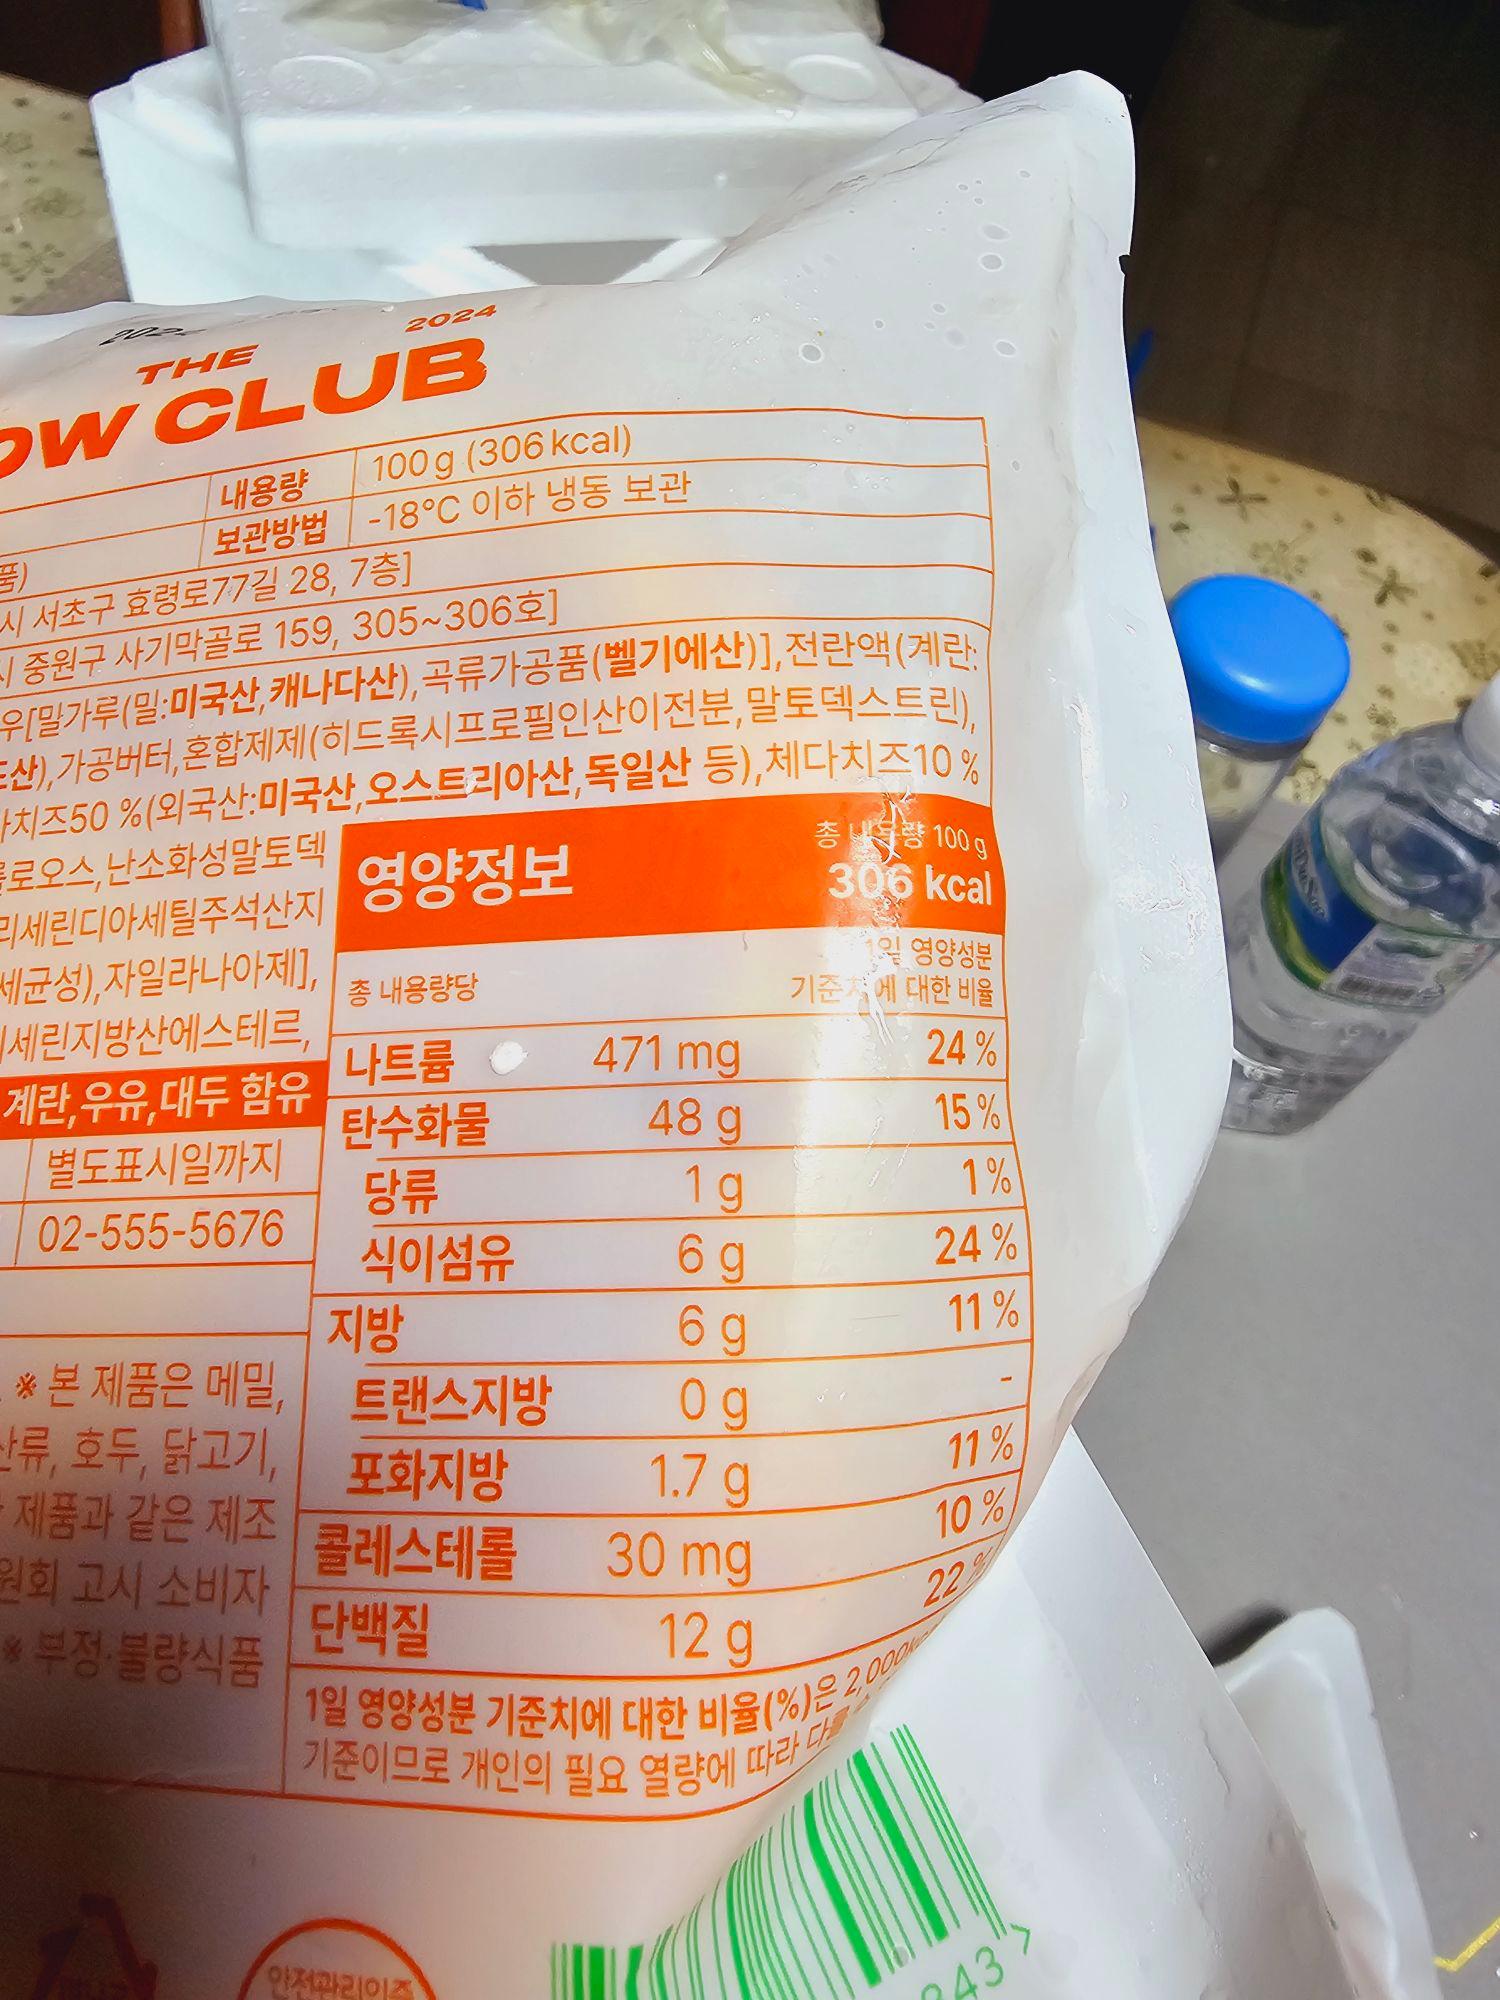 2024
THE
OW CLUB
내용량 100 g (306 kcal)
보관방법 -18°C 이하 냉동 보관
품)
시 서초구 효령로77길 28, 7층]
시 중원구 사기막골로 159, 305~306호]
우[밀가루(밀:미국산,캐나다산),곡류가공품(벨기에산)],전란액(계란:
산),가공버터,혼합제제(히드록시프로필인산이전분,말토덱스트린),
치즈50 %(외국산:미국산,오스트리아산,독일산 등),체다치즈10 %
로오스,난소화성말토덱
리세린디아세틸주석산지
세균성),자일라나아제],
세린지방산에스테르,
계란,우유,대두 함유
별도표시일까지
02-555-5676
※ 본 제품은 메밀,
류, 호두, 닭고기,
제품과 같은 제조
원회 고시 소비자
※ 부정·불량식품
영양정보
총 내용량 100 g
306 kcal
총 내용량당
1일 영양성분
기준치에 대한 비율
나트륨 471 mg 24 %
탄수화물 48 g 15 %
당류 1 g 1 %
식이섬유 6 g 24 %
지방 6 g 11 %
트랜스지방 0 g -
포화지방 1.7 g 11 %
콜레스테롤 30 mg 10 %
단백질 12 g 22 %
1일 영양성분 기준치에 대한 비율(%)은 2,000
기준이므로 개인의 필요 열량에 따라
안전관리인증
843